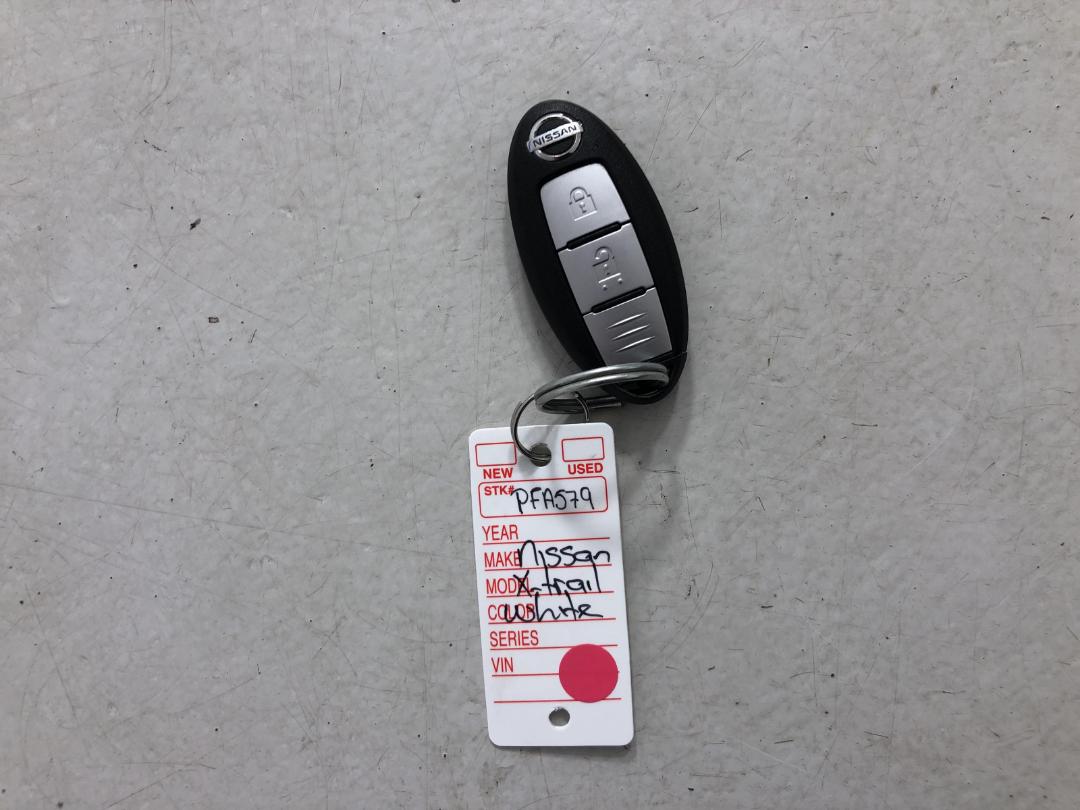 NISSAN
NEW USED
STK# PFA579
YEAR
MAKE Nissan
MODEL X-trail
COLOR white
SERIES
VIN